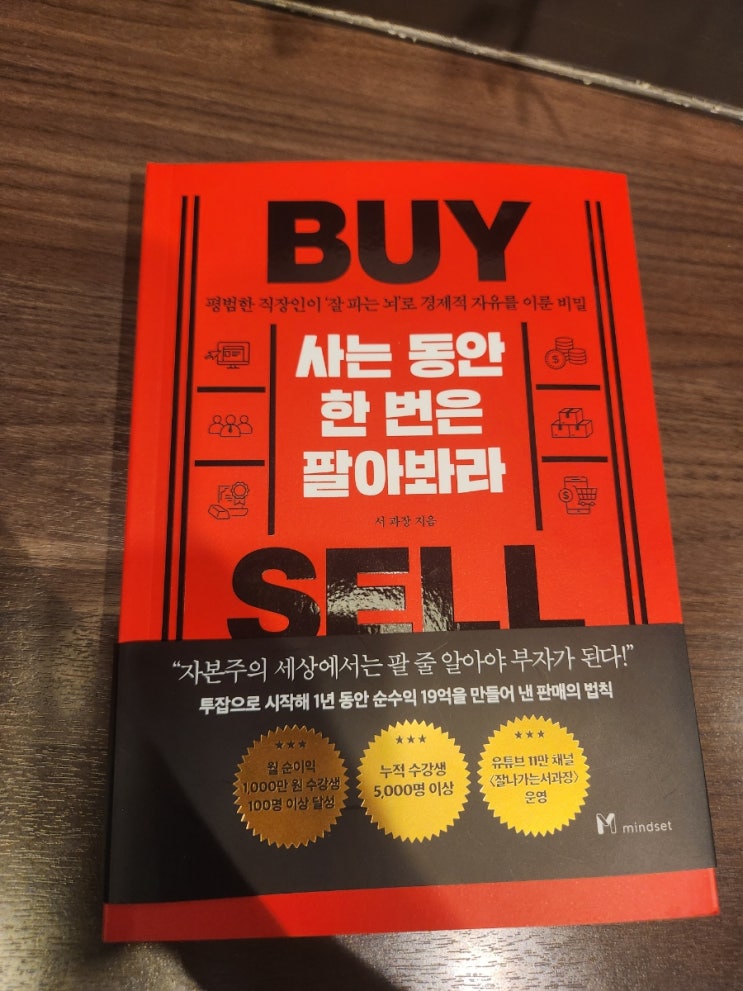 BUY
평범한 직장인이 '잘 파는 뇌'로 경제적 자유를 이룬 비밀
사는 동안
한 번은
팔아봐라
서 과장 지음
SELL
“자본주의 세상에서는 팔 줄 알아야 부자가 된다!”
투잡으로 시작해 1년 동안 순수익 19억을 만들어 낸 판매의 법칙
월 순이익
1,000만 원 수강생
100명 이상 달성
누적 수강생
5,000명 이상
유튜브 11만 채널
〈잘나가는서과장〉
운영
mindset